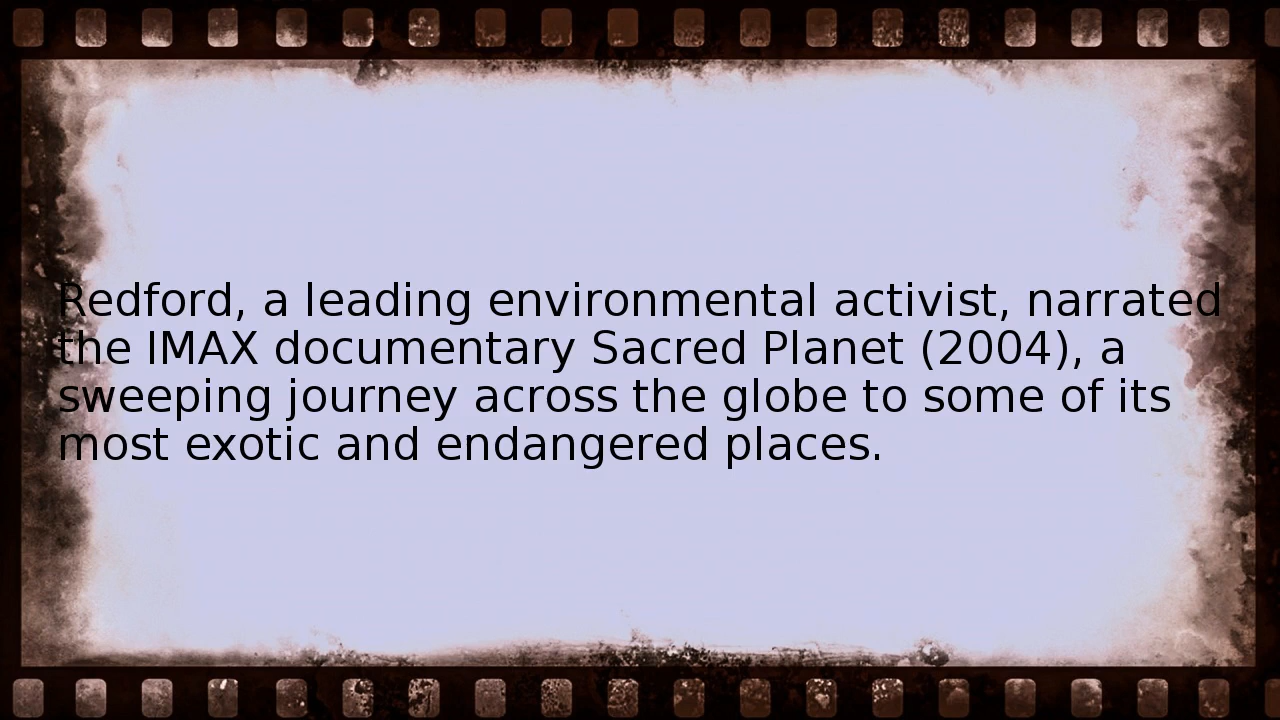 Redford, a leading environmental activist, narrated
the IMAX documentary Sacred Planet (2004), a
sweeping journey across the globe to some of its
most exotic and endangered places.